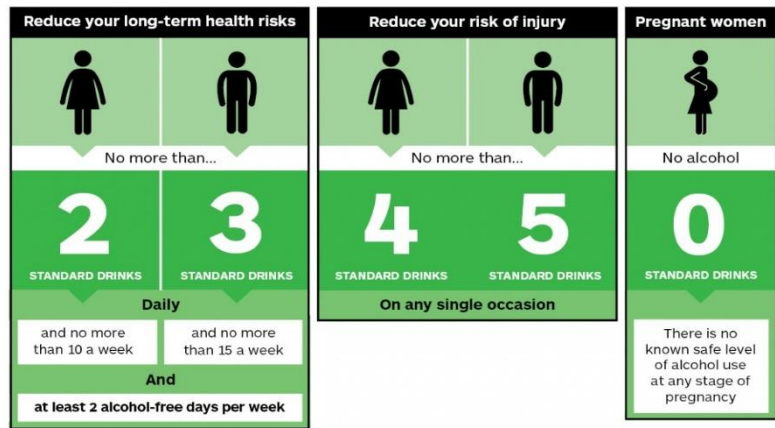 Reduce your long-term health risks
No more than...
2
3
STANDARD DRINKS
STANDARD DRINKS
Daily
and no more
than 10 a week
and no more
than 15 a week
And
at least 2 alcohol-free days per week
Reduce your risk of injury
No more than...
4
5
STANDARD DRINKS
STANDARD DRINKS
On any single occasion
Pregnant women
No alcohol
0
STANDARD DRINKS
There is no
known safe level
of alcohol use
at any stage of
pregnancy